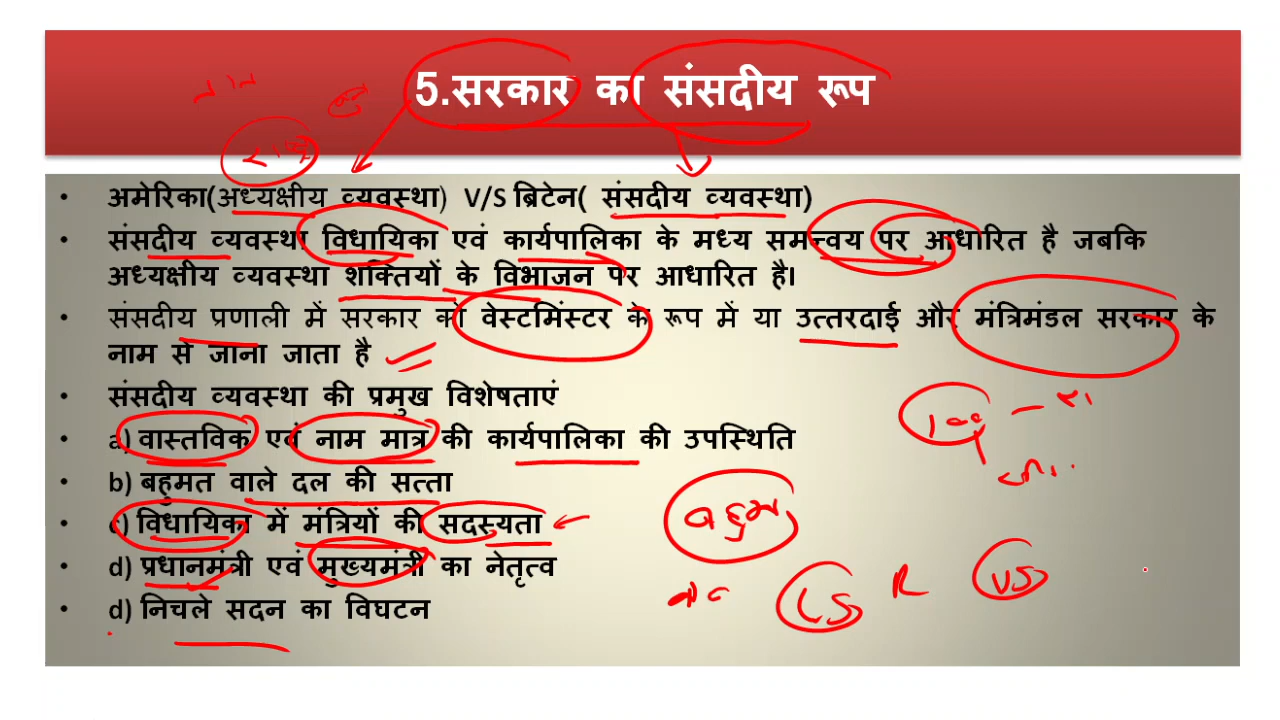 5.सरकार का संसदीय रूप
• अमेरिका(अध्यक्षीय व्यवस्था) V/S ब्रिटेन( संसदीय व्यवस्था)
• संसदीय व्यवस्था विधायिका एवं कार्यपालिका के मध्य समन्वय पर आधारित है जबकि
अध्यक्षीय व्यवस्था शक्तियों के विभाजन पर आधारित है।
• संसदीय प्रणाली में सरकार को वेस्टमिंस्टर के रूप में या उत्तरदाई और मंत्रिमंडल सरकार के
नाम से जाना जाता है
• संसदीय व्यवस्था की प्रमुख विशेषताएं
• a) वास्तविक एवं नाम मात्र की कार्यपालिका की उपस्थिति
• b) बहुमत वाले दल की सत्ता
• c) विधायिका में मंत्रियों की सदस्यता
• d) प्रधानमंत्री एवं मुख्यमंत्री का नेतृत्व
• d) निचले सदन का विघटन
LS R VS